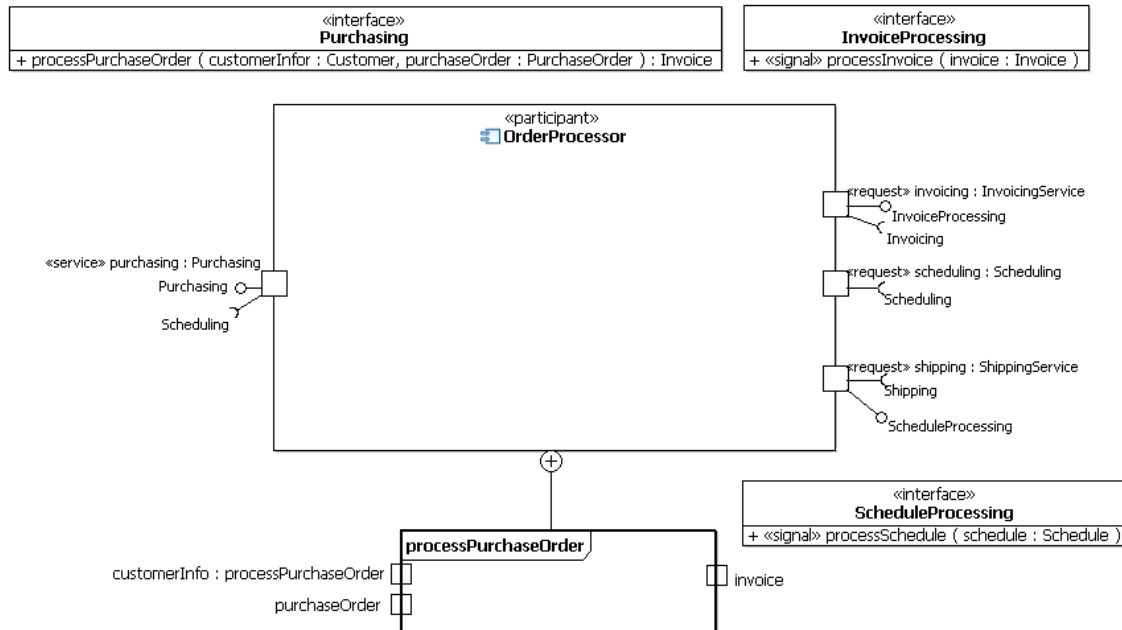 «interface»
Purchasing
+ processPurchaseOrder ( customerInfor : Customer, purchaseOrder : PurchaseOrder ) : Invoice
«interface»
InvoiceProcessing
+ «signal» processInvoice ( invoice : Invoice )
«participant»
OrderProcessor
«service» purchasing : Purchasing
Purchasing
Scheduling
«request» invoicing : InvoicingService
InvoiceProcessing
Invoicing
«request» scheduling : Scheduling
Scheduling
«request» shipping : ShippingService
Shipping
ScheduleProcessing
«interface»
ScheduleProcessing
+ «signal» processSchedule ( schedule : Schedule )
processPurchaseOrder
customerInfo : processPurchaseOrder
purchaseOrder
invoice